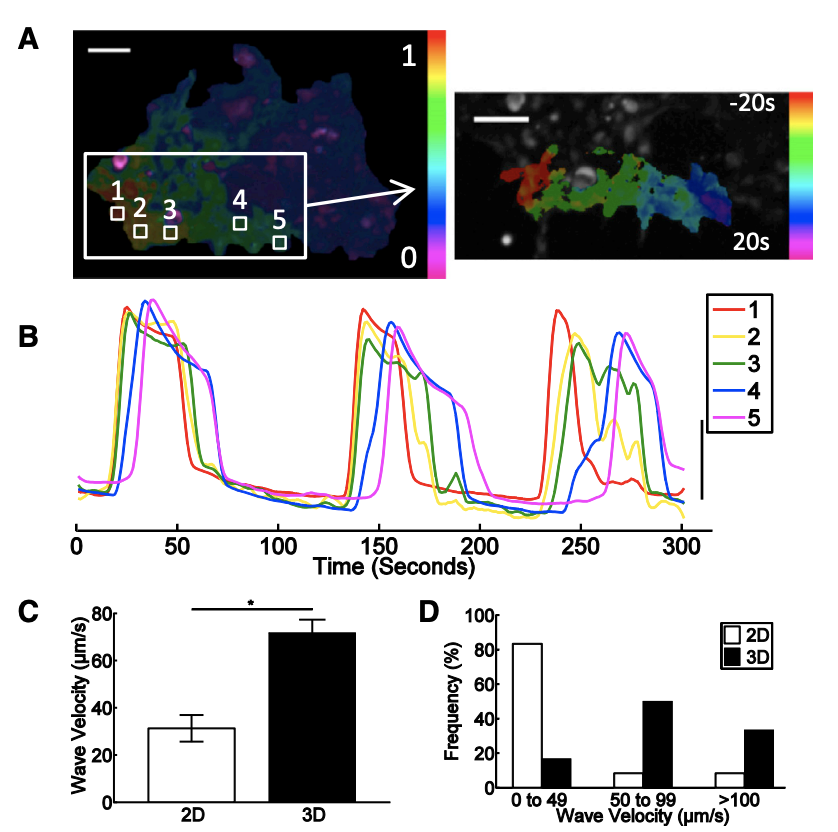 A
1
0
1
2
3
4
5
-20s
20s
B
1
2
3
4
5
0
50
100
150
200
250
300
Time (Seconds)
C
Wave Velocity (µm/s)
80
60
40
20
0
*
2D
3D
D
Frequency (%)
100
80
60
40
20
0
2D
3D
0 to 49
50 to 99
>100
Wave Velocity (µm/s)